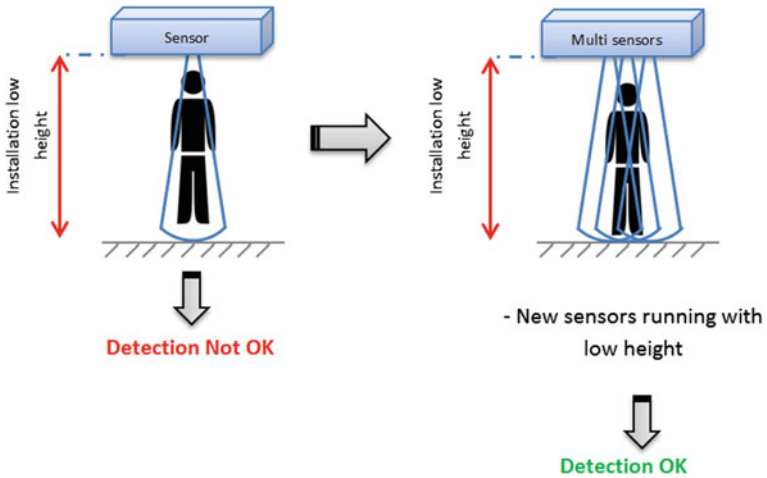 Sensor
Installation low
height
Detection Not OK
Multi sensors
Installation low
height
- New sensors running with
low height
Detection OK